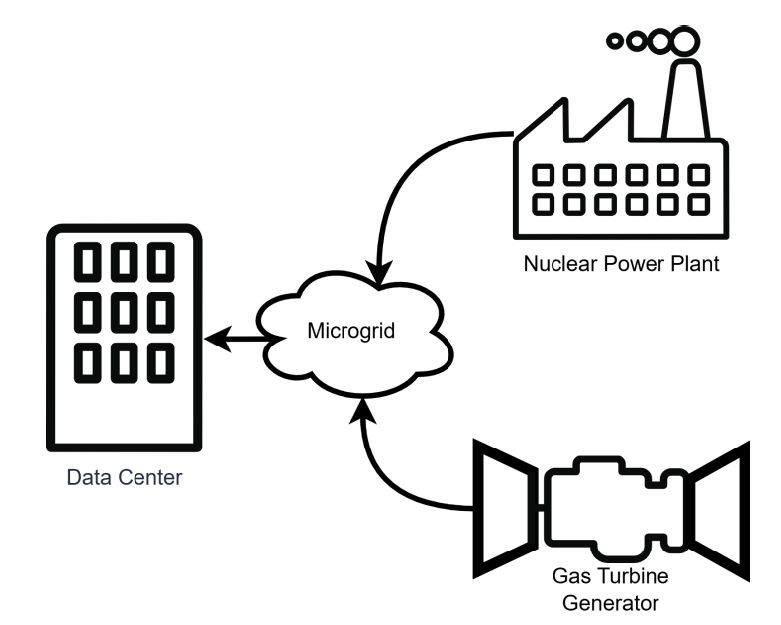 Nuclear Power Plant
Microgrid
Data Center
Gas Turbine
Generator